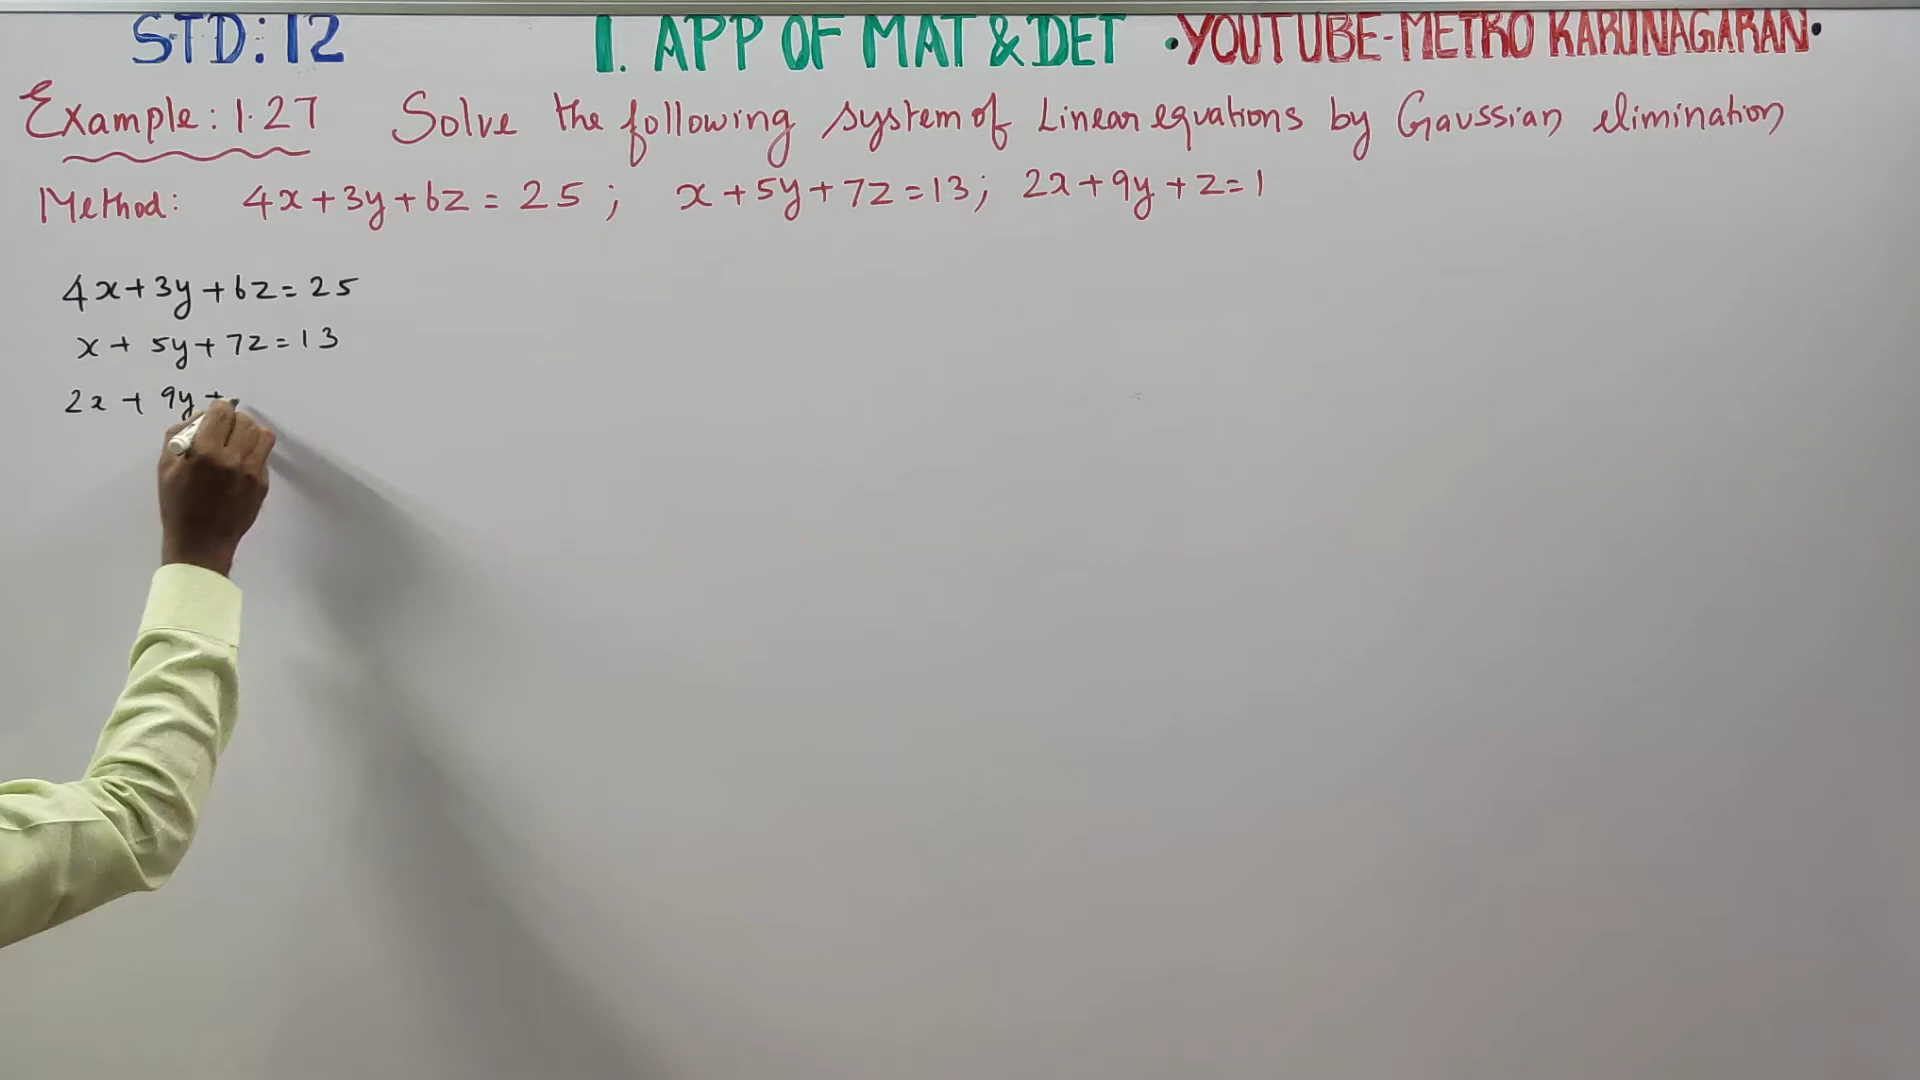 STD: 12 1. APP OF MAT & DET •YOUTUBE-METRO KARUNAGARAN•
Example: 1.27 Solve the following system of Linear equations by Gaussian elimination
Method: 4x+3y+6z = 25 ; x+5y+7z=13; 2x+9y+z=1
4x+3y+6z=25
x+5y+7z=13
2x+9y+